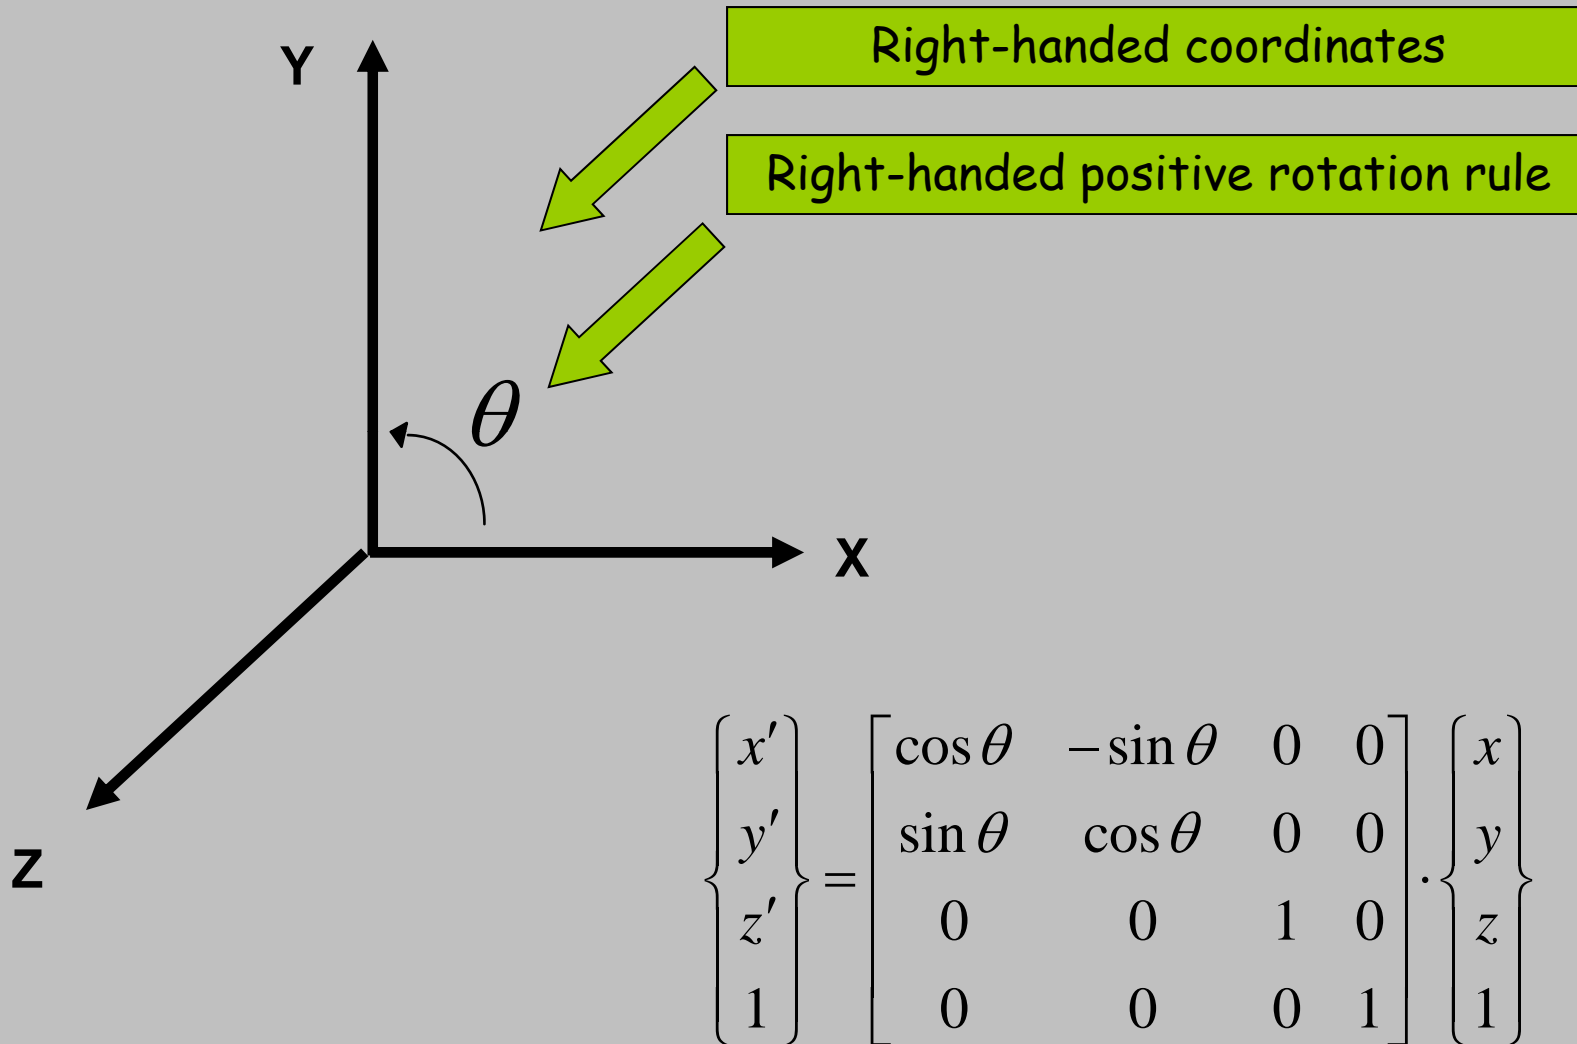 Y
Right-handed coordinates
Right-handed positive rotation rule
θ
X
Z
x′ cos θ −sin θ 0 0 x
y′ sin θ cos θ 0 0 y
= ·
z′ 0 0 1 0 z
1 0 0 0 1 1